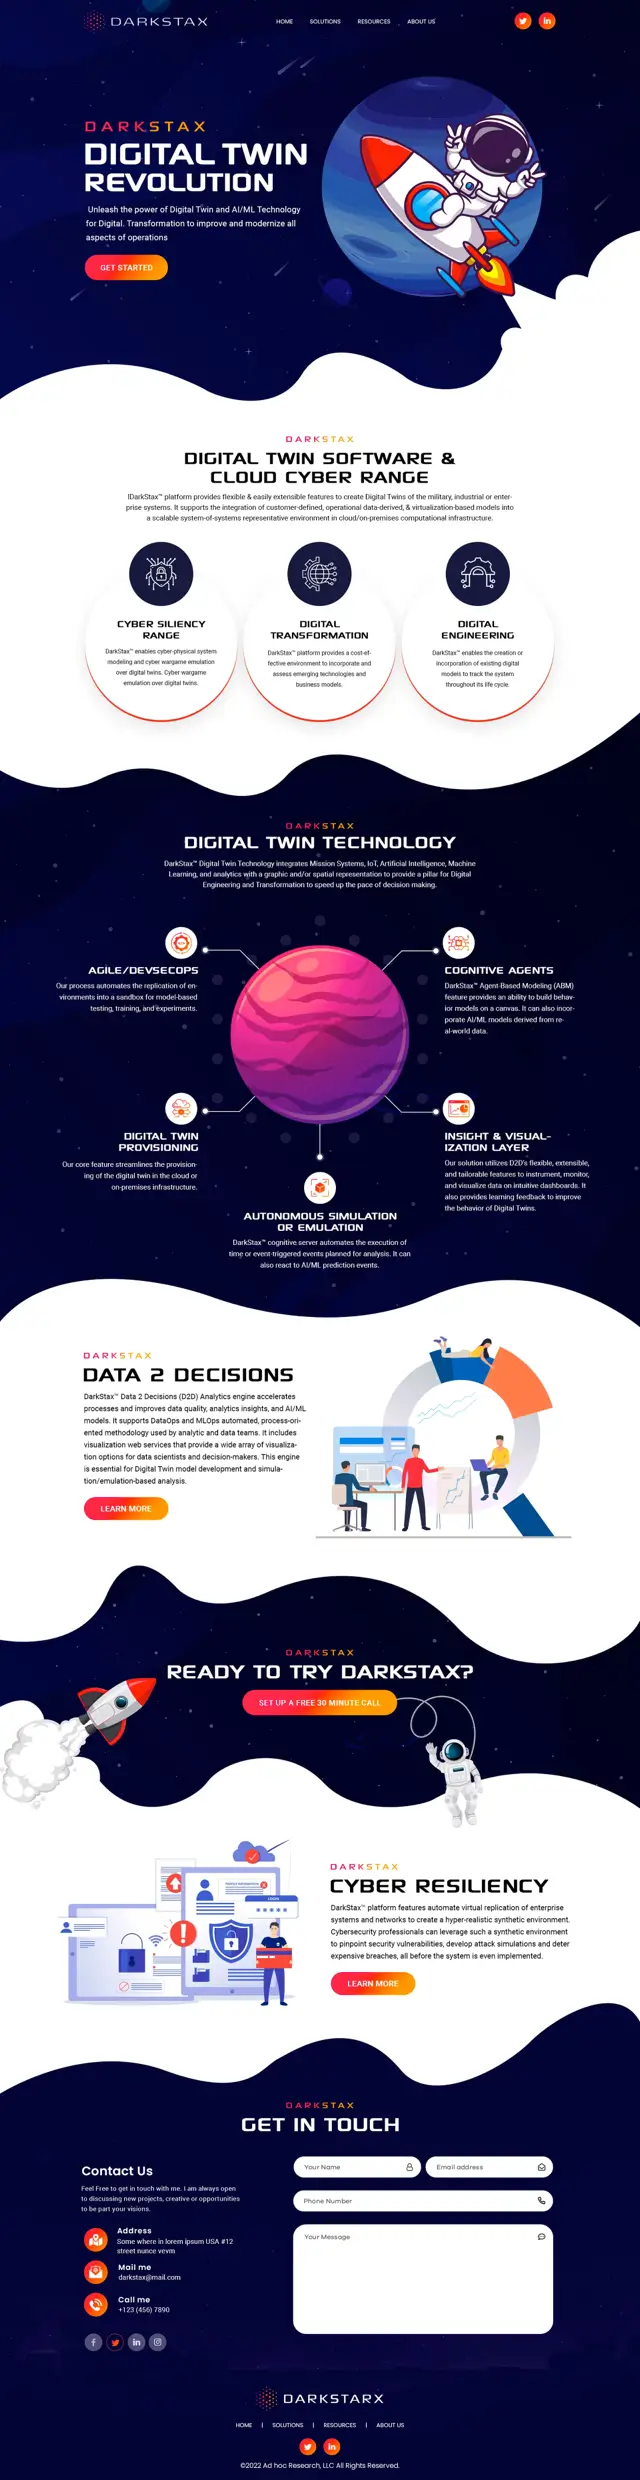 DARKSTAX
HOME
SOLUTIONS
RESOURCES
ABOUT US
DARKSTAX
DIGITAL TWIN
REVOLUTION
Unleash the power of Digital Twin and AI/ML Technology
for Digital. Transformation to improve and modernize all
aspects of operations
GET STARTED
DARKSTAX
DIGITAL TWIN SOFTWARE &
CLOUD CYBER RANGE
lDarkStax™ platform provides flexible & easily extensible features to create Digital Twins of the military, industrial or enter-
prise systems. It supports the integration of customer-defined, operational data-derived, & virtualization-based models into
a scalable system-of-systems representative environment in cloud/on-premises computational infrastructure.
CYBER SILIENCY
RANGE
DarkStax™ enables cyber-physical system
modeling and cyber wargame emulation
over digital twins. Cyber wargame
emulation over digital twins.
DIGITAL
TRANSFORMATION
DarkStax™ platform provides a cost-ef-
fective environment to incorporate and
assess emerging technologies and
business models.
DIGITAL
ENGINEERING
DarkStax™ enables the creation or
incorporation of existing digital
models to track the system
throughout its life cycle.
DARKSTAX
DIGITAL TWIN TECHNOLOGY
DarkStax™ Digital Twin Technology integrates Mission Systems, IoT, Artificial Intelligence, Machine
Learning, and analytics with a graphic and/or spatial representation to provide a pillar for Digital
Engineering and Transformation to speed up the pace of decision making.
AGILE/DEVSECOPS
Our process automates the replication of en-
vironments into a sandbox for model-based
testing, training, and experiments.
COGNITIVE AGENTS
DarkStax™ Agent-Based Modeling (ABM)
feature provides an ability to build behav-
ior models on a canvas. It can also incor-
porate AI/ML models derived from re-
al-world data.
DIGITAL TWIN
PROVISIONING
Our core feature streamlines the provision-
ing of the digital twin in the cloud or
on-premises infrastructure.
INSIGHT & VISUAL-
IZATION LAYER
Our solution utilizes D2D's flexible, extensible,
and tailorable features to instrument, monitor,
and visualize data on intuitive dashboards. It
also provides learning feedback to improve
the behavior of Digital Twins.
AUTONOMOUS SIMULATION
OR EMULATION
DarkStax™ cognitive server automates the execution of
time or event-triggered events planned for analysis. It can
also react to AI/ML prediction events.
DARKSTAX
DATA 2 DECISIONS
DarkStax™ Data 2 Decisions (D2D) Analytics engine accelerates
processes and improves data quality, analytics insights, and AI/ML
models. It supports DataOps and MLOps automated, process-ori-
ented methodology used by analytic and data teams. It includes
visualization web services that provide a wide array of visualiza-
tion options for data scientists and decision-makers. This engine
is essential for Digital Twin model development and simula-
tion/emulation-based analysis.
LEARN MORE
DARKSTAX
READY TO TRY DARKSTAX?
SET UP A FREE 30 MINUTE CALL
LOGIN
DARKSTAX
CYBER RESILIENCY
DarkStax™ platform features automate virtual replication of enterprise
systems and networks to create a hyper-realistic synthetic environment.
Cybersecurity professionals can leverage such a synthetic environment
to pinpoint security vulnerabilities, develop attack simulations and deter
expensive breaches, all before the system is even implemented.
LEARN MORE
DARKSTAX
GET IN TOUCH
Contact Us
Feel Free to get in touch with me. I am always open
to discussing new projects, creative or opportunities
to be part your visions.
Address
Some where in lorem ipsum USA #12
street nunce vevm
Mail me
darkstax@mail.com
Call me
+123 (456) 7890
Your Name
Email address
Phone Number
Your Message
DARKSTARX
HOME | SOLUTIONS | RESOURCES | ABOUT US
©2022 Ad hoc Research, LLC All Rights Reserved.